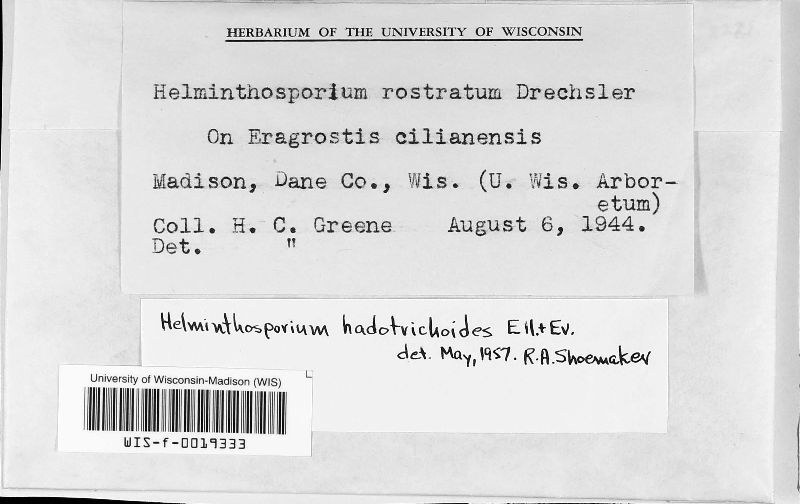 HERBARIUM OF THE UNIVERSITY OF WISCONSIN
Helminthosporium rostratum Drechsler
On Eragrostis cilianensis
Madison, Dane Co., Wis. (U. Wis. Arbor-
etum)
Coll. H. C. Greene August 6, 1944.
Det. "
Helminthosporium hadotrichoides Ell.+Ev.
det. May, 1957. R.A. Shoemaker
University of Wisconsin-Madison (WIS)
WIS-f-0019333